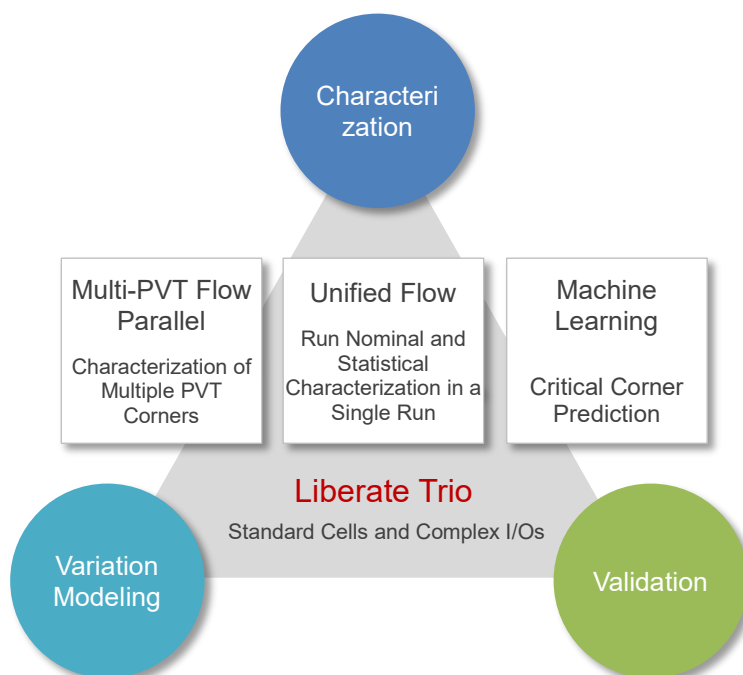 Characteri
zation
Multi-PVT Flow
Parallel
Characterization of
Multiple PVT
Corners
Unified Flow
Run Nominal and
Statistical
Characterization in a
Single Run
Machine
Learning
Critical Corner
Prediction
Liberate Trio
Standard Cells and Complex I/Os
Variation
Modeling
Validation